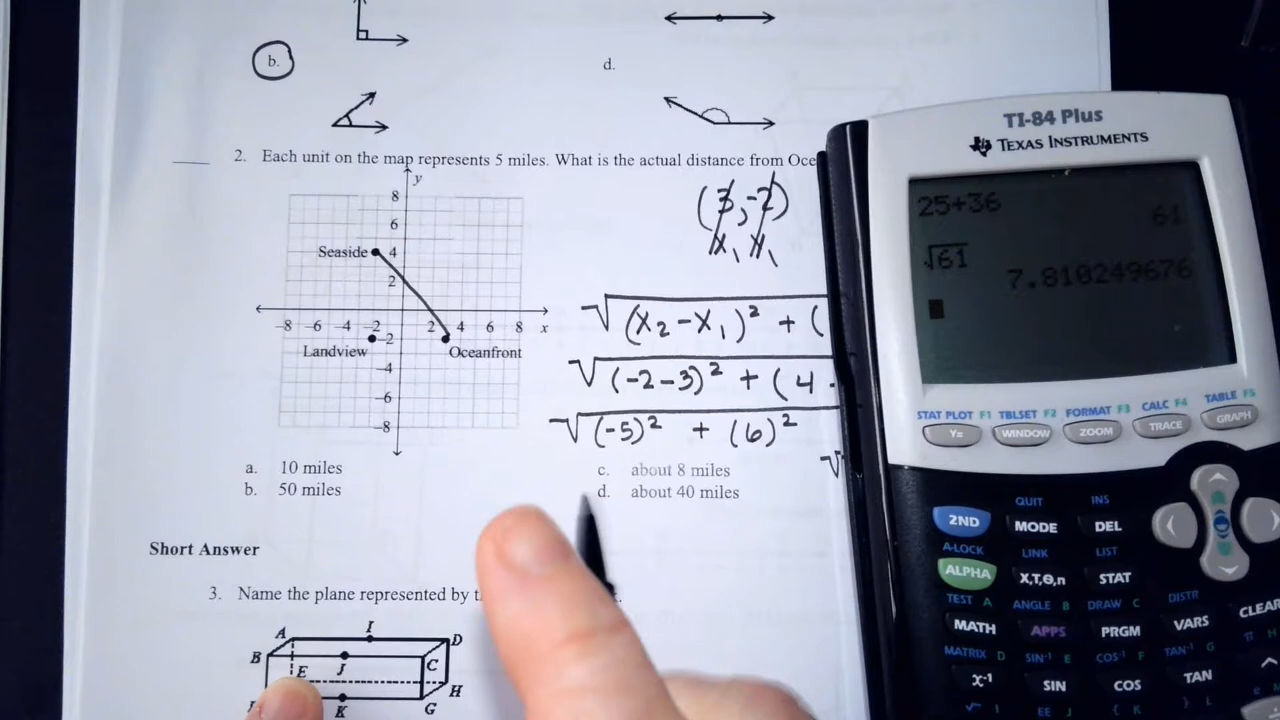 b.
d.
2. Each unit on the map represents 5 miles. What is the actual distance from
y
8
6
Seaside 4
2
-8 -6 -4 -2 2 4 6 8 x
-2
Landview Oceanfront
-4
-6
-8
(3, -2)
x₁ y₁
√(x₂-x₁)² + (
√(-2-3)² + (4
√(-5)² + (6)²
√
a. 10 miles
b. 50 miles
c. about 8 miles
d. about 40 miles
Short Answer
3. Name the plane represented by
A I D
B J C
E H
K G
TI-84 Plus
TEXAS INSTRUMENTS
25+36
61
√61
7.810249676
STAT PLOT F1 TBLSET F2 FORMAT F3 CALC F4 TABLE F5
Y= WINDOW ZOOM TRACE GRAPH
QUIT INS
2ND MODE DEL
A-LOCK LINK LIST
ALPHA X,T,θ,n STAT
TEST A ANGLE B DRAW C DISTR
MATH APPS PRGM VARS CLEAR
MATRIX D SIN⁻¹ E COS⁻¹ F TAN⁻¹ G π H
x⁻¹ SIN COS TAN ^
√ I EE J { K } L e M